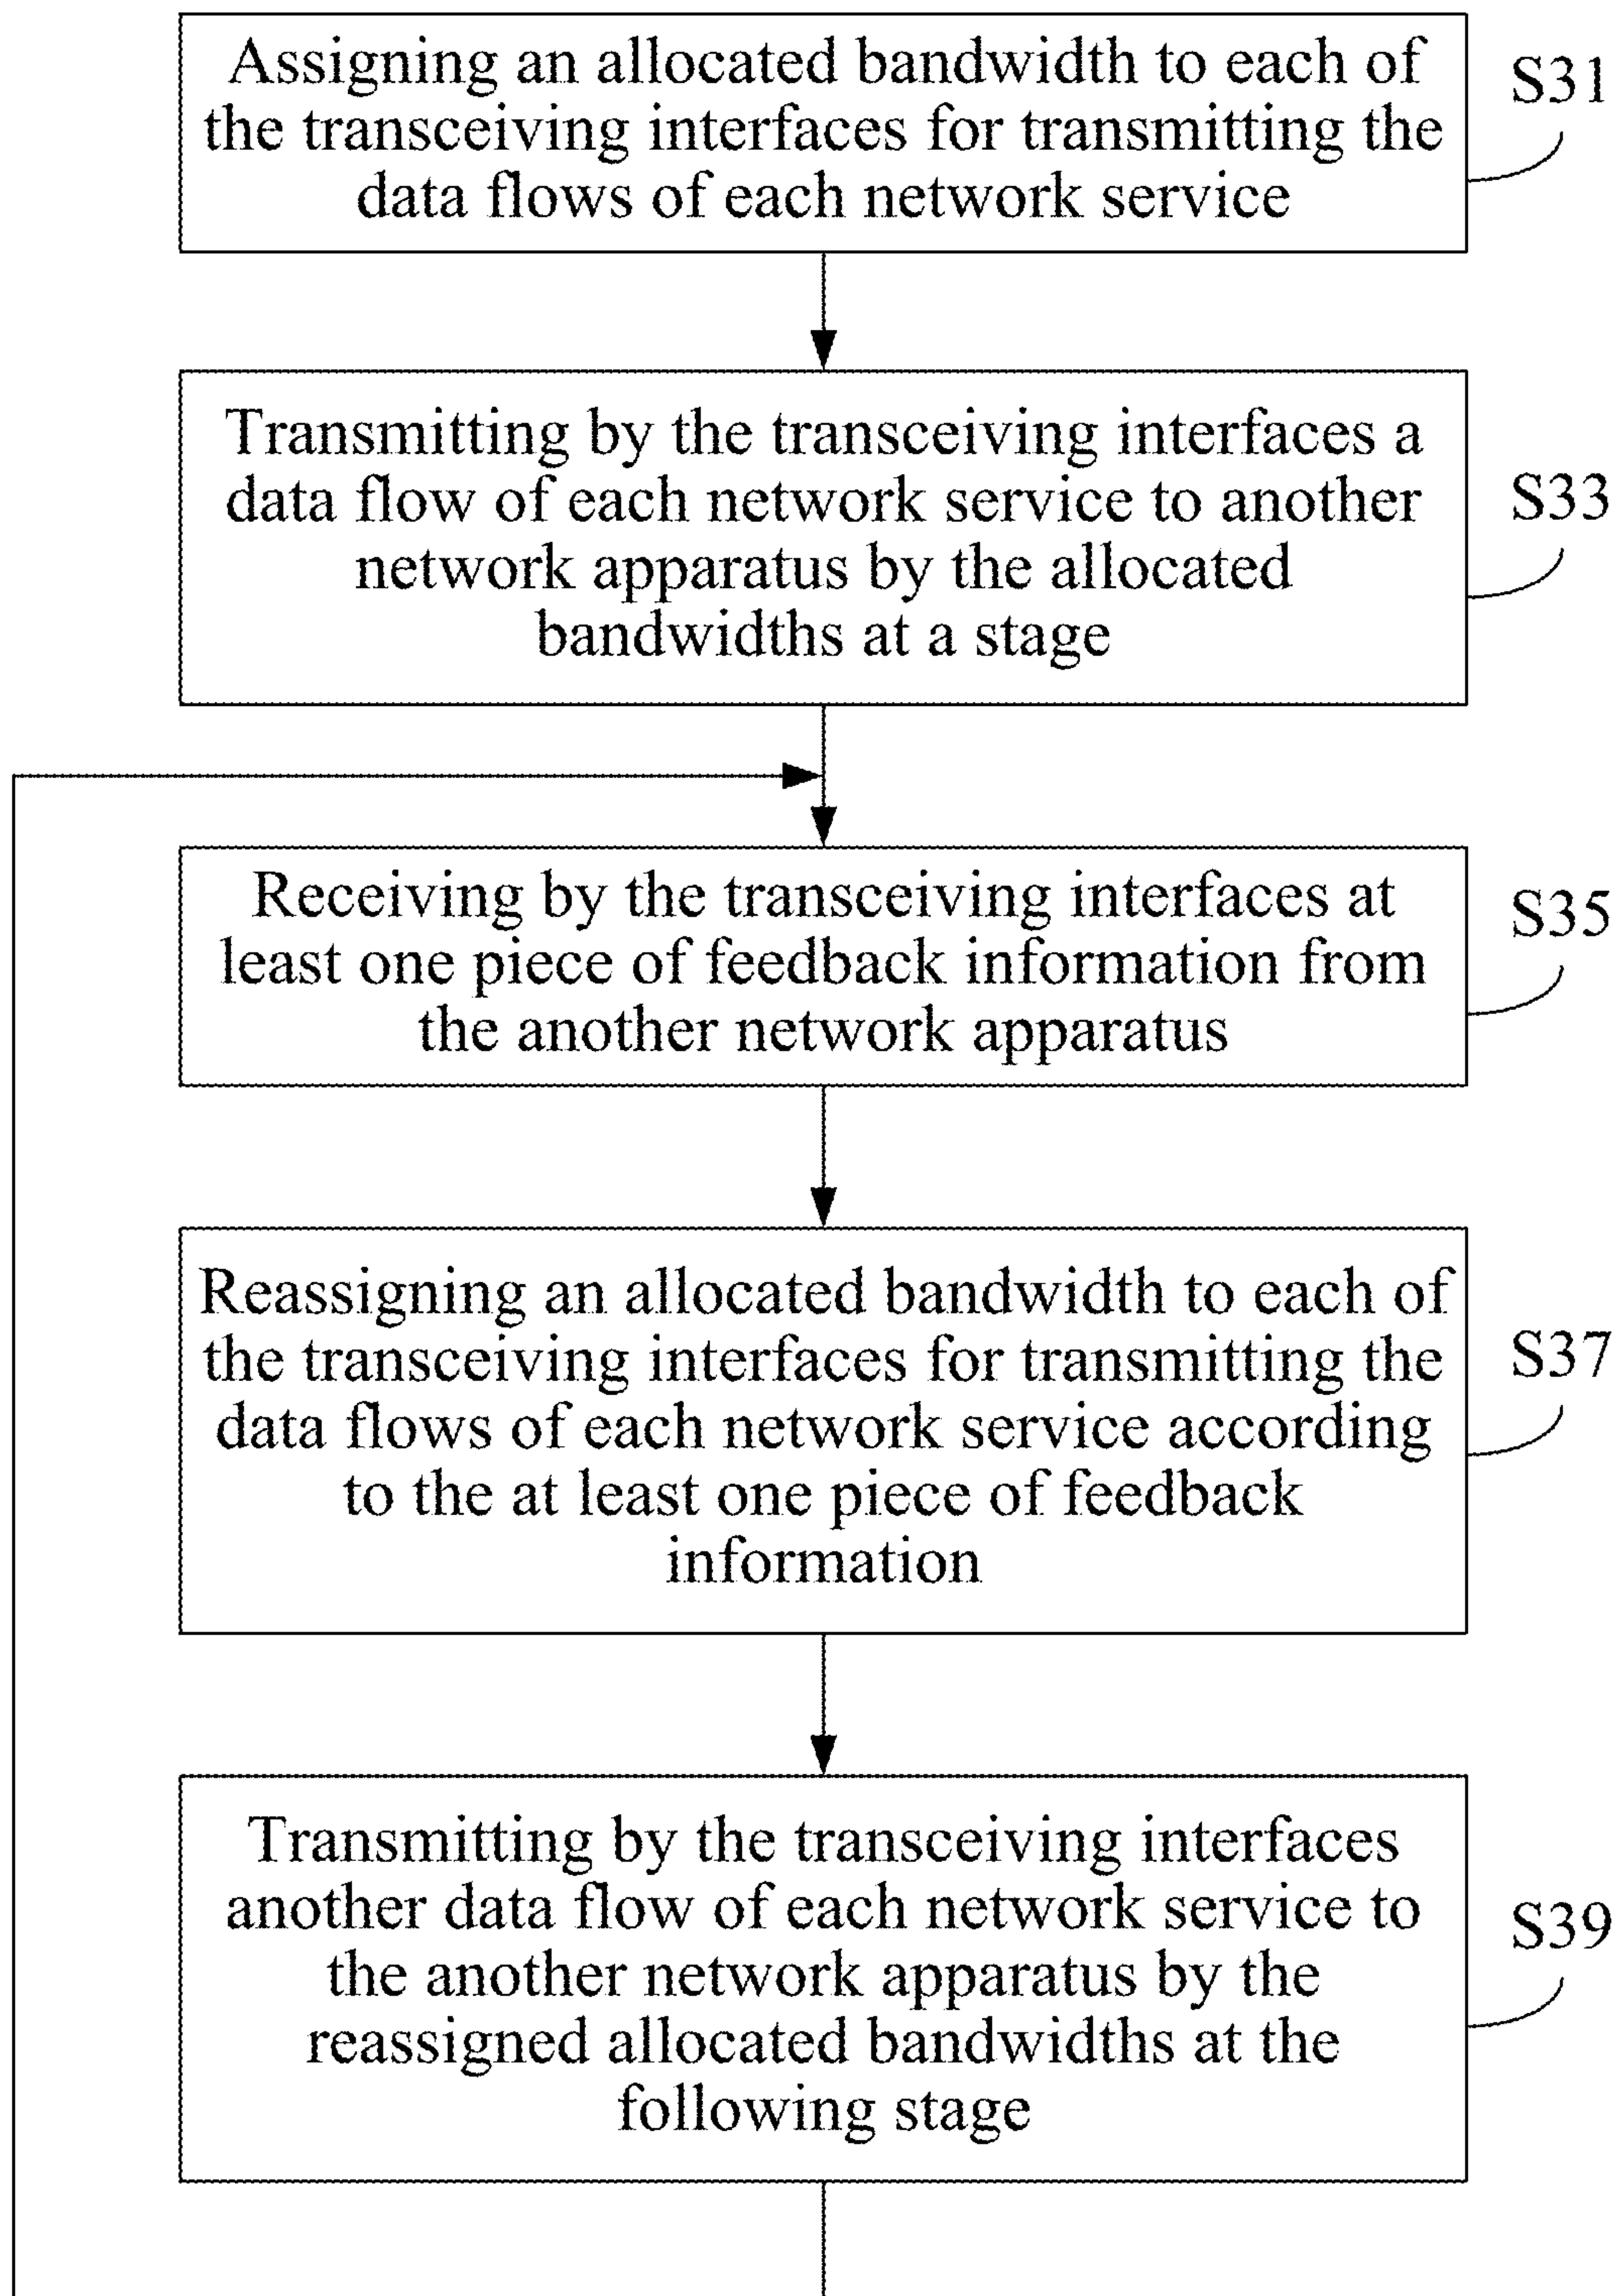 Assigning an allocated bandwidth to each of
the transceiving interfaces for transmitting the
data flows of each network service
S31
Transmitting by the transceiving interfaces a
data flow of each network service to another
network apparatus by the allocated
bandwidths at a stage
S33
Receiving by the transceiving interfaces at
least one piece of feedback information from
the another network apparatus
S35
Reassigning an allocated bandwidth to each of
the transceiving interfaces for transmitting the
data flows of each network service according
to the at least one piece of feedback
information
S37
Transmitting by the transceiving interfaces
another data flow of each network service to
the another network apparatus by the
reassigned allocated bandwidths at the
following stage
S39